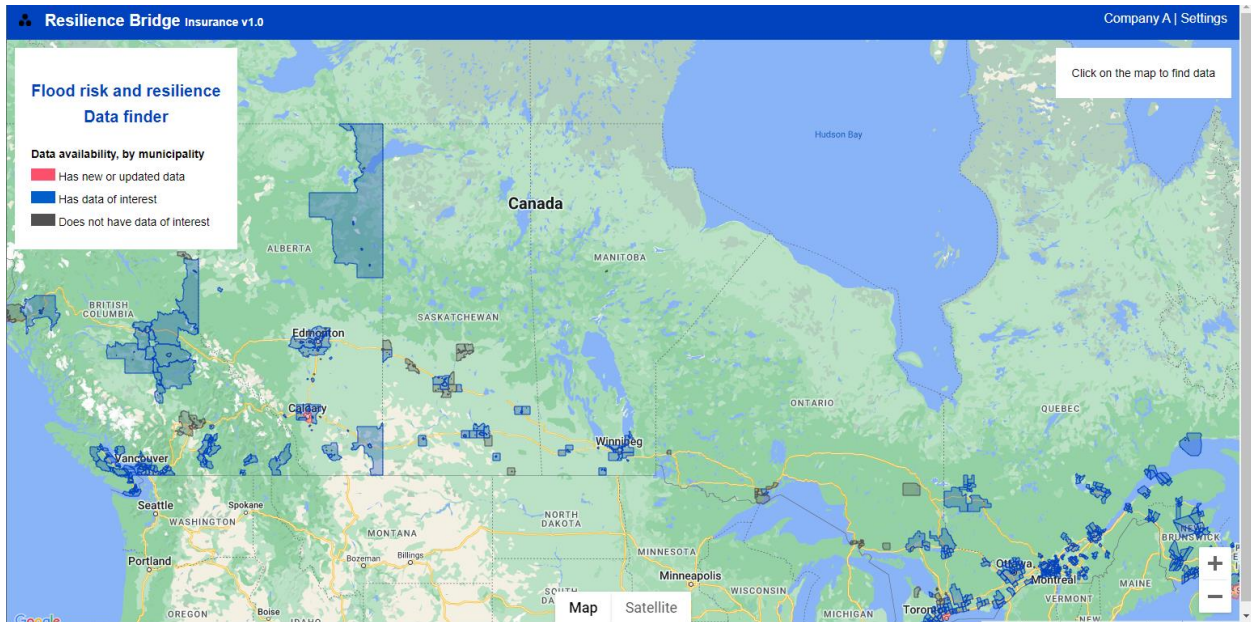 Resilience Bridge Insurance v1.0
Company A | Settings
Flood risk and resilience
Data finder
Data availability, by municipality
Has new or updated data
Has data of interest
Does not have data of interest
Click on the map to find data
Hudson Bay
Canada
ALBERTA
MANITOBA
BRITISH
COLUMBIA
SASKATCHEWAN
Edmonton
Calgary
ONTARIO
QUEBEC
Winnipeg
Vancouver
Seattle
Spokane
WASHINGTON
NORTH
DAKOTA
MONTANA
BRUNSWICK
Portland
Bozeman
Billings
MINNESOTA
Ottawa
Montreal
Minneapolis
WISCONSIN
MAINE
VERMONT
SOUTH
Map
Satellite
OREGON
Boise
IDAHO
MICHIGAN
Toron
NEW
Google